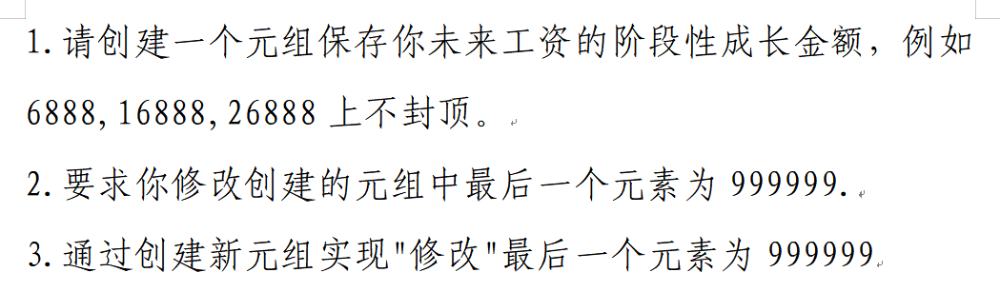 1.请创建一个元组保存你未来工资的阶段性成长金额，例如
6888,16888,26888 上不封顶。
2.要求你修改创建的元组中最后一个元素为 999999.
3.通过创建新元组实现"修改"最后一个元素为 999999